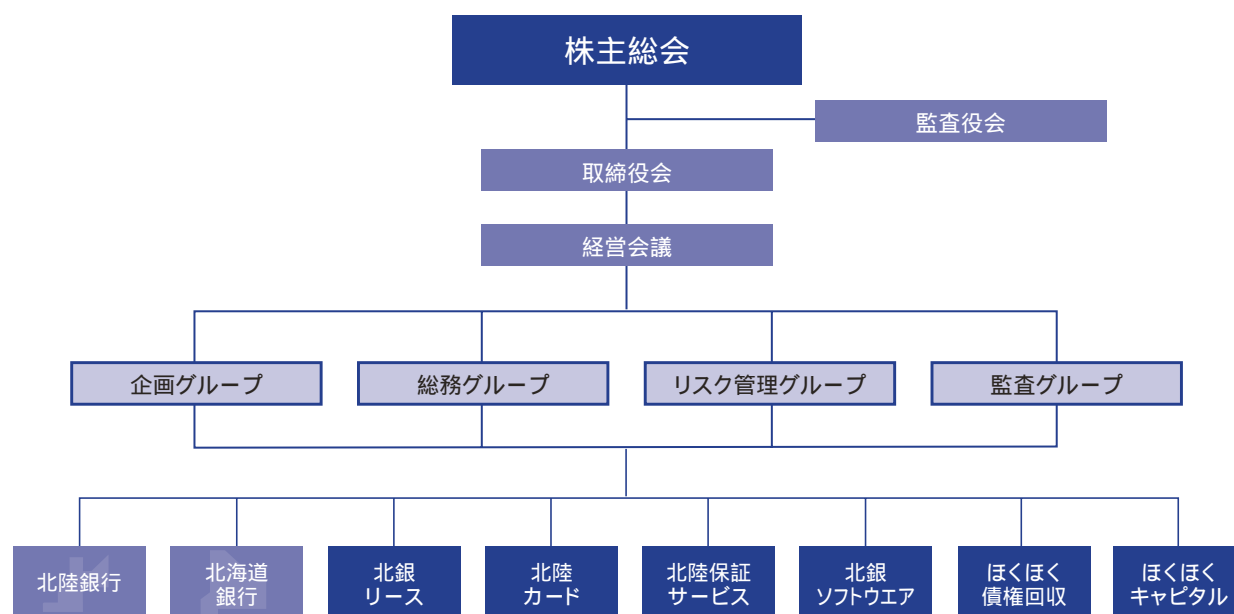 株主総会
監査役会
取締役会
経営会議
企画グループ
総務グループ
リスク管理グループ
監査グループ
北陸銀行
北海道
銀行
北銀
リース
北陸
カード
北陸保証
サービス
北銀
ソフトウエア
ほくほく
債権回収
ほくほく
キャピタル